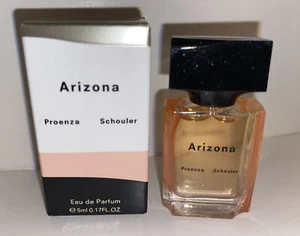 Arizona
Proenza Schouler
Eau de Parfum
℮5ml 0.17FL.OZ.
Arizona
Proenza Schouler